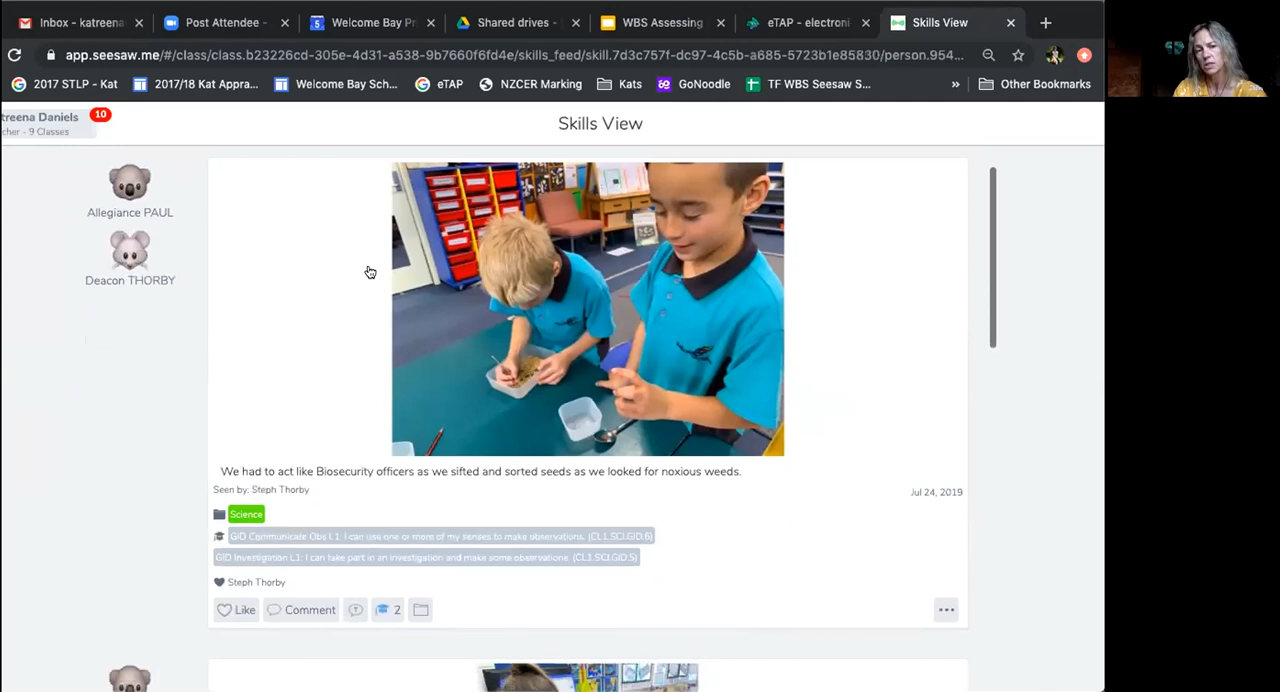 Inbox - katreena
Post Attendee -
Welcome Bay Pri
Shared drives -
WBS Assessing
eTAP - electroni
Skills View
app.seesaw.me/#/class/class.b23226cd-305e-4d31-a538-9b7660f6fd4e/skills_feed/skill.7d3c757f-dc97-4c5b-a685-5723b1e85830/person.954...
2017 STLP - Kat
2017/18 Kat Appra...
Welcome Bay Sch...
eTAP
NZCER Marking
Kats
GoNoodle
TF WBS Seesaw S...
»
Other Bookmarks
treena Daniels
10
cher - 9 Classes
Skills View
Allegiance PAUL
Deacon THORBY
We had to act like Biosecurity officers as we sifted and sorted seeds as we looked for noxious weeds.
Seen by: Steph Thorby
Jul 24, 2019
Science
GID Communicate Obs L1: I can use one or more of my senses to make observations. (CL1.SCI.GID.6)
GID Investigation L1: I can take part in an investigation and make some observations. (CL1.SCI.GID.5)
Steph Thorby
Like
Comment
2